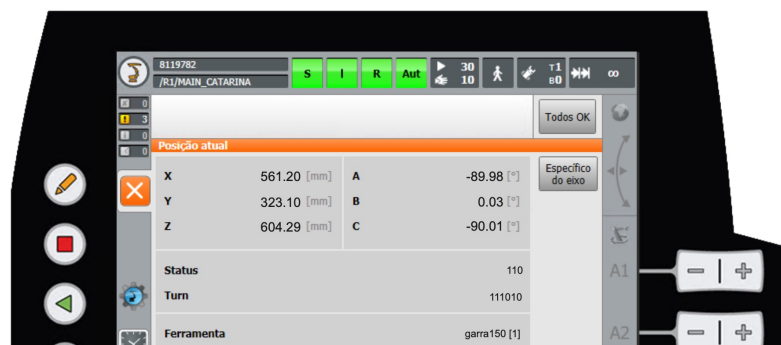 8119782
/R1/MAIN_CATARINA
S I R Aut 30 10 T1 B0 ∞
0
3
0
0
Todos OK
Posição atual
Específico do eixo
X 561.20 [mm] A -89.98 [°]
Y 323.10 [mm] B 0.03 [°]
Z 604.29 [mm] C -90.01 [°]
Status 110
Turn 111010
Ferramenta garra150 [1]
A1 − +
A2 − +